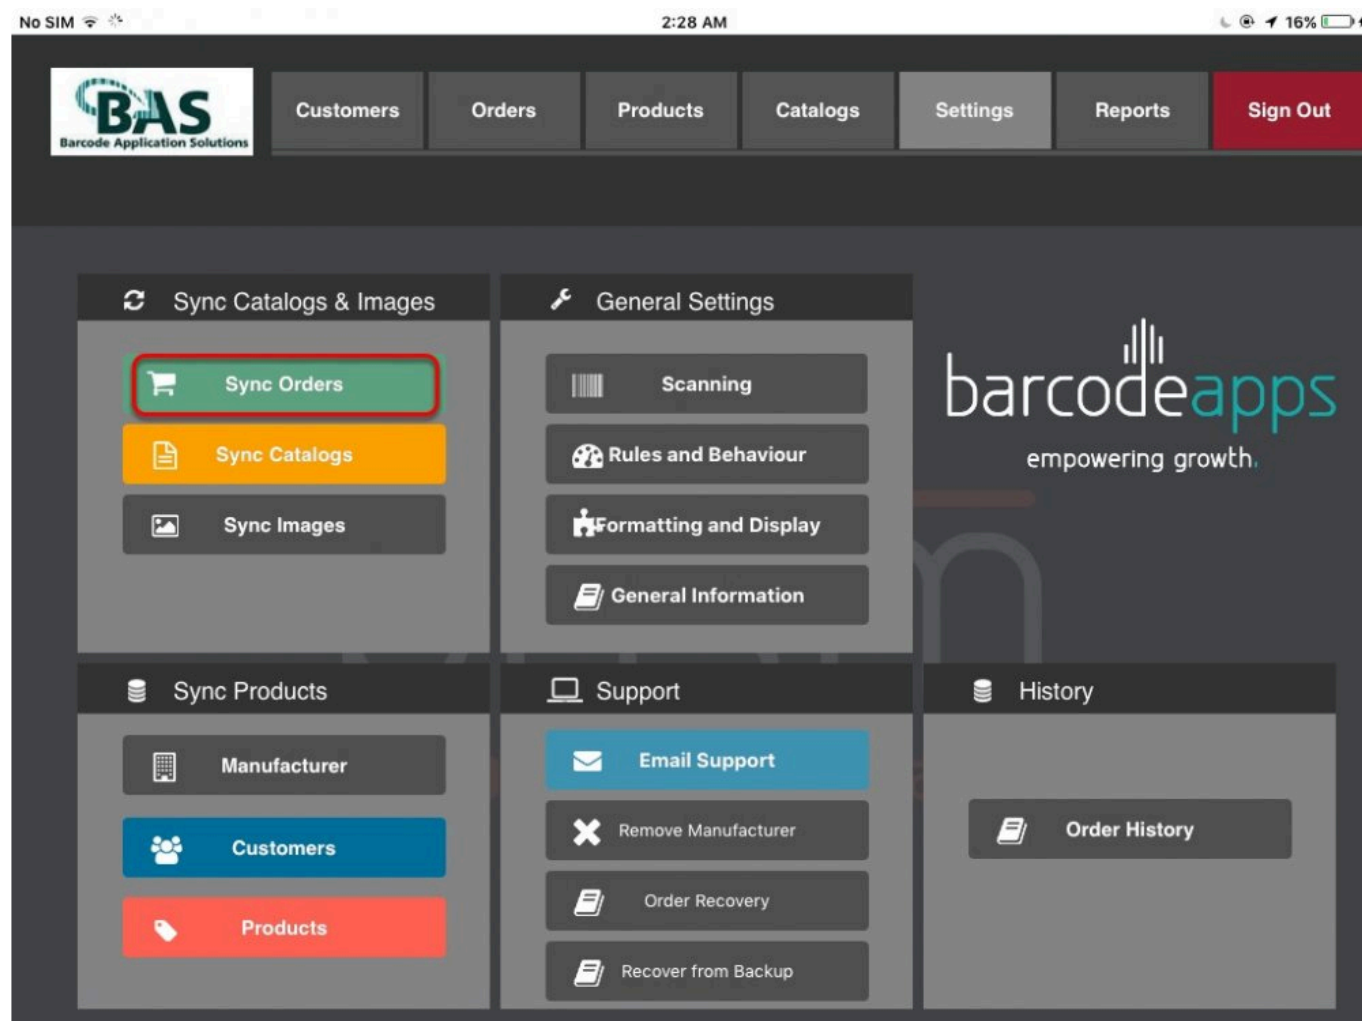 No SIM
2:28 AM
16%
BAS
Barcode Application Solutions
Customers
Orders
Products
Catalogs
Settings
Reports
Sign Out
Sync Catalogs & Images
Sync Orders
Sync Catalogs
Sync Images
General Settings
Scanning
Rules and Behaviour
Formatting and Display
General Information
barcodeapps
empowering growth.
Sync Products
Manufacturer
Customers
Products
Support
Email Support
Remove Manufacturer
Order Recovery
Recover from Backup
History
Order History